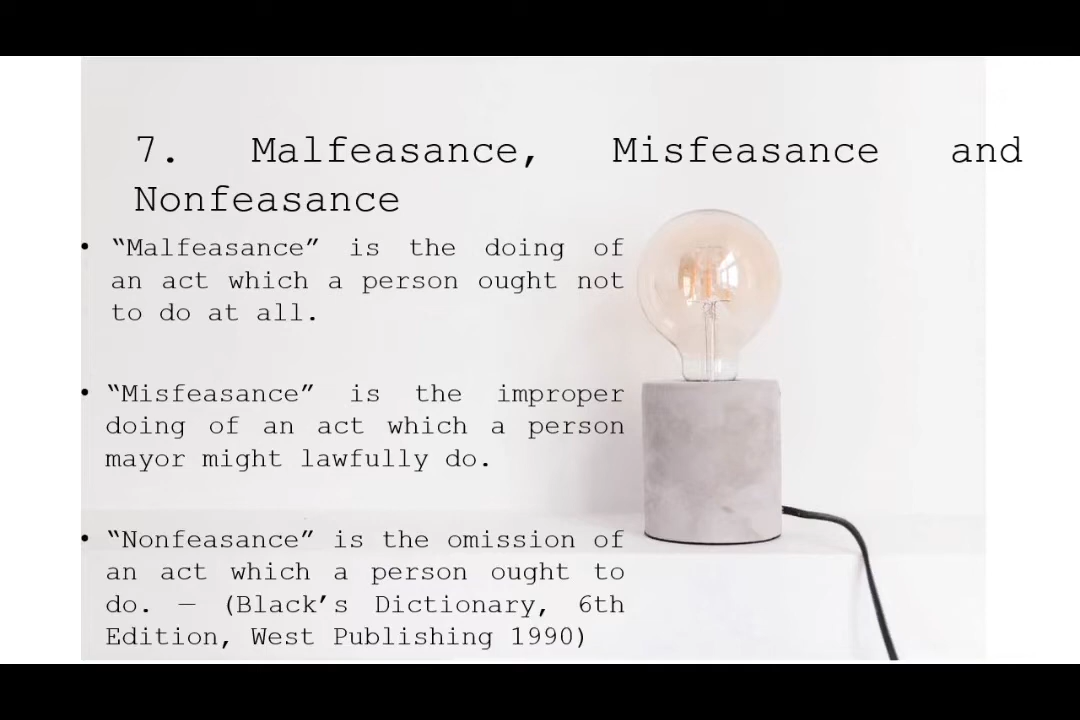 7. Malfeasance, Misfeasance and
Nonfeasance
• “Malfeasance” is the doing of
an act which a person ought not
to do at all.
• “Misfeasance” is the improper
doing of an act which a person
mayor might lawfully do.
• “Nonfeasance” is the omission of
an act which a person ought to
do. — (Black’s Dictionary, 6th
Edition, West Publishing 1990)